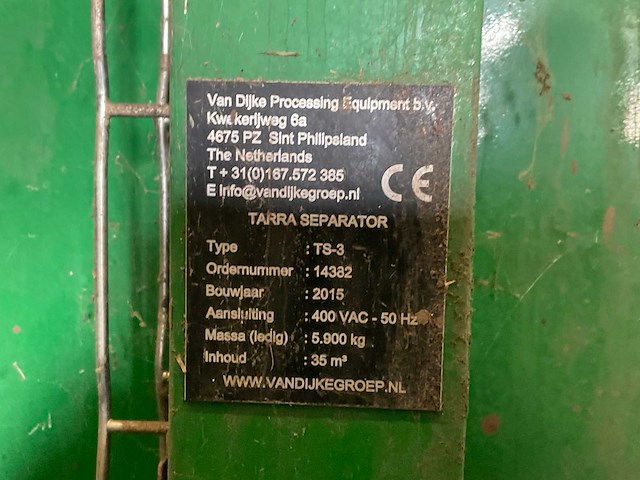 Van Dijke Processing Equipment b.v.
Kwekerijweg 6a
4675 PZ Sint Philipsland
The Netherlands
T + 31(0)167.572 385
E info@vandijkegroep.nl
CE
TARRA SEPARATOR
Type : TS-3
Ordernummer : 14382
Bouwjaar : 2015
Aansluiting : 400 VAC - 50 Hz
Massa (ledig) : 5.900 kg
Inhoud : 35 m³
WWW.VANDIJKEGROEP.NL